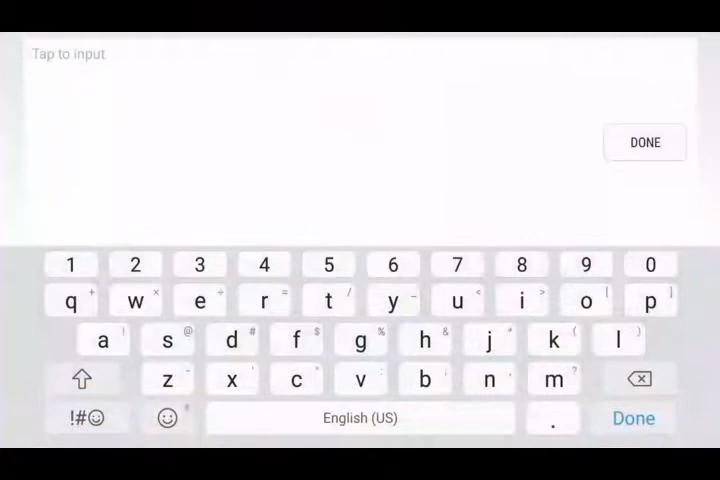 Tap to input
DONE
1 2 3 4 5 6 7 8 9 0
q + w × e ÷ r = t / y _ u < i > o [ p ]
a ! s @ d # f $ g % h & j * k ( l )
z - x ' c " v : b ; n , m ?
!#☺ English (US) . Done